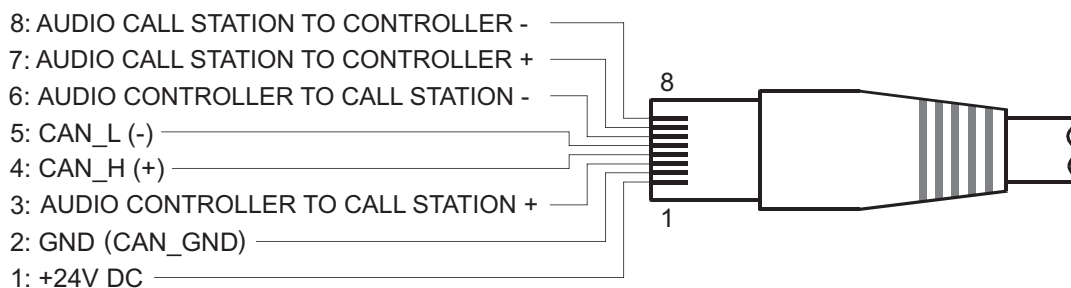 8: AUDIO CALL STATION TO CONTROLLER -
7: AUDIO CALL STATION TO CONTROLLER +
6: AUDIO CONTROLLER TO CALL STATION -
5: CAN_L (-)
4: CAN_H (+)
3: AUDIO CONTROLLER TO CALL STATION +
2: GND (CAN_GND)
1: +24V DC
8
1